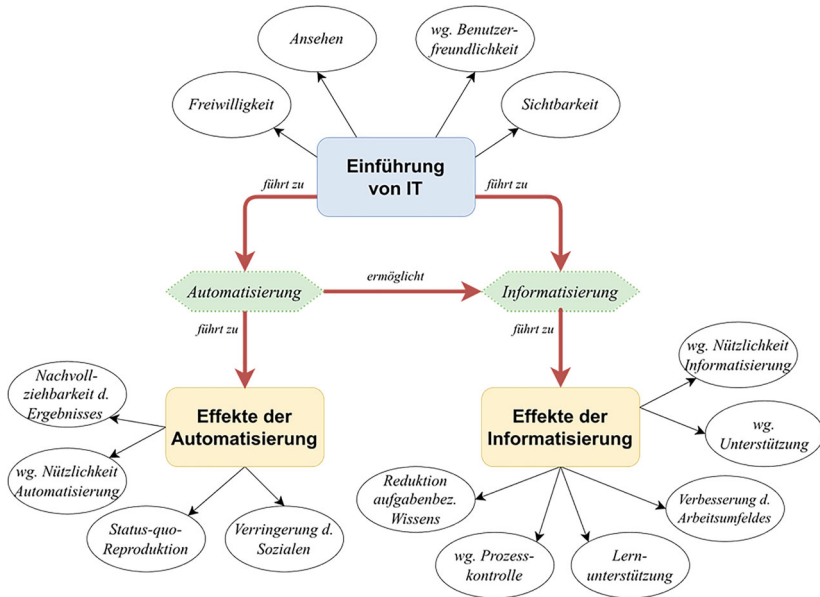 Ansehen
wg. Benutzer-
freundlichkeit
Freiwilligkeit
Sichtbarkeit
Einführung
von IT
führt zu
führt zu
Automatisierung
ermöglicht
Informatisierung
führt zu
führt zu
Nachvoll-
ziehbarkeit d.
Ergebnisses
wg. Nützlichkeit
Automatisierung
Effekte der
Automatisierung
Status-quo-
Reproduktion
Verringerung d.
Sozialen
Effekte der
Informatisierung
wg. Nützlichkeit
Informatisierung
wg.
Unterstützung
Reduktion
aufgabenbez.
Wissens
Verbesserung d.
Arbeitsumfeldes
wg. Prozess-
kontrolle
Lern-
unterstützung